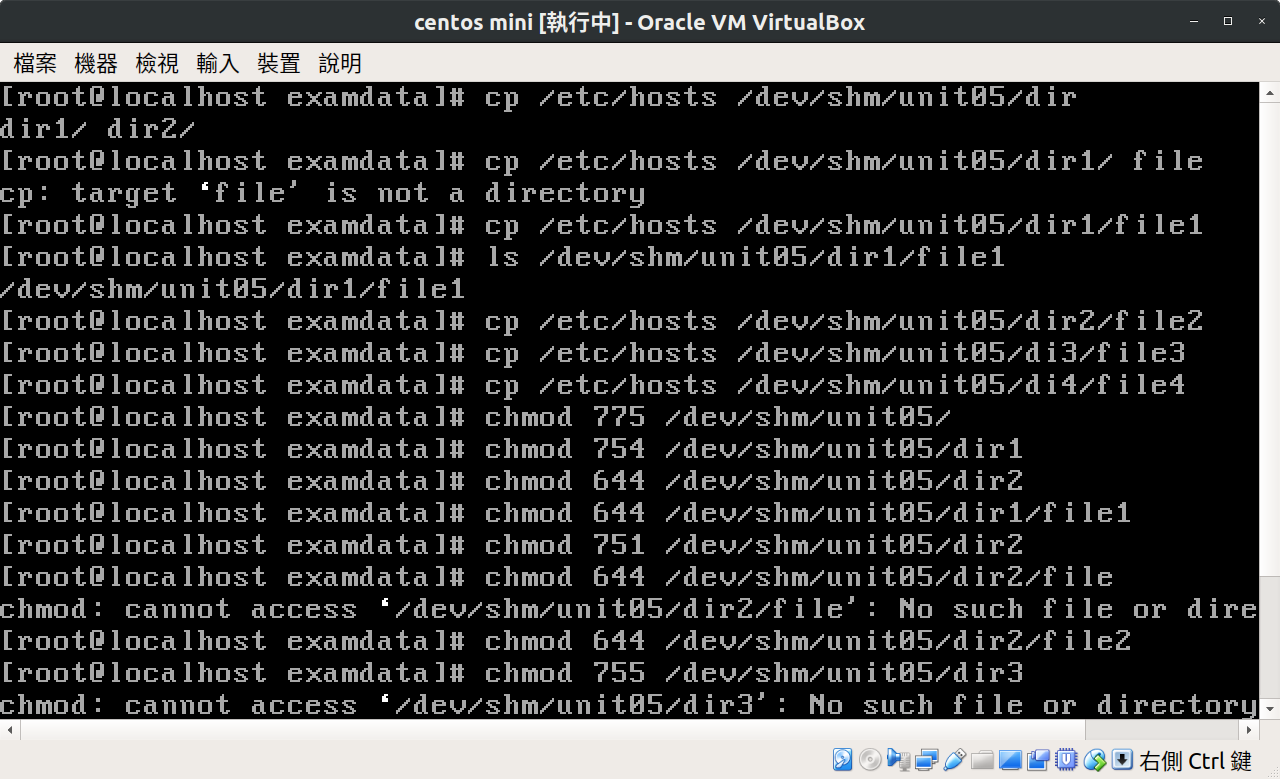 centos mini [執行中] - Oracle VM VirtualBox
檔案 機器 檢視 輸入 裝置 說明
[root@localhost examdata]# cp /etc/hosts /dev/shm/unit05/dir
dir1/ dir2/
[root@localhost examdata]# cp /etc/hosts /dev/shm/unit05/dir1/ file
cp: target ‘file’ is not a directory
[root@localhost examdata]# cp /etc/hosts /dev/shm/unit05/dir1/file1
[root@localhost examdata]# ls /dev/shm/unit05/dir1/file1
/dev/shm/unit05/dir1/file1
[root@localhost examdata]# cp /etc/hosts /dev/shm/unit05/dir2/file2
[root@localhost examdata]# cp /etc/hosts /dev/shm/unit05/di3/file3
[root@localhost examdata]# cp /etc/hosts /dev/shm/unit05/di4/file4
[root@localhost examdata]# chmod 775 /dev/shm/unit05/
[root@localhost examdata]# chmod 754 /dev/shm/unit05/dir1
[root@localhost examdata]# chmod 644 /dev/shm/unit05/dir2
[root@localhost examdata]# chmod 644 /dev/shm/unit05/dir1/file1
[root@localhost examdata]# chmod 751 /dev/shm/unit05/dir2
[root@localhost examdata]# chmod 644 /dev/shm/unit05/dir2/file
chmod: cannot access ‘/dev/shm/unit05/dir2/file’: No such file or dire
[root@localhost examdata]# chmod 644 /dev/shm/unit05/dir2/file2
[root@localhost examdata]# chmod 755 /dev/shm/unit05/dir3
chmod: cannot access ‘/dev/shm/unit05/dir3’: No such file or directory
右側 Ctrl 鍵